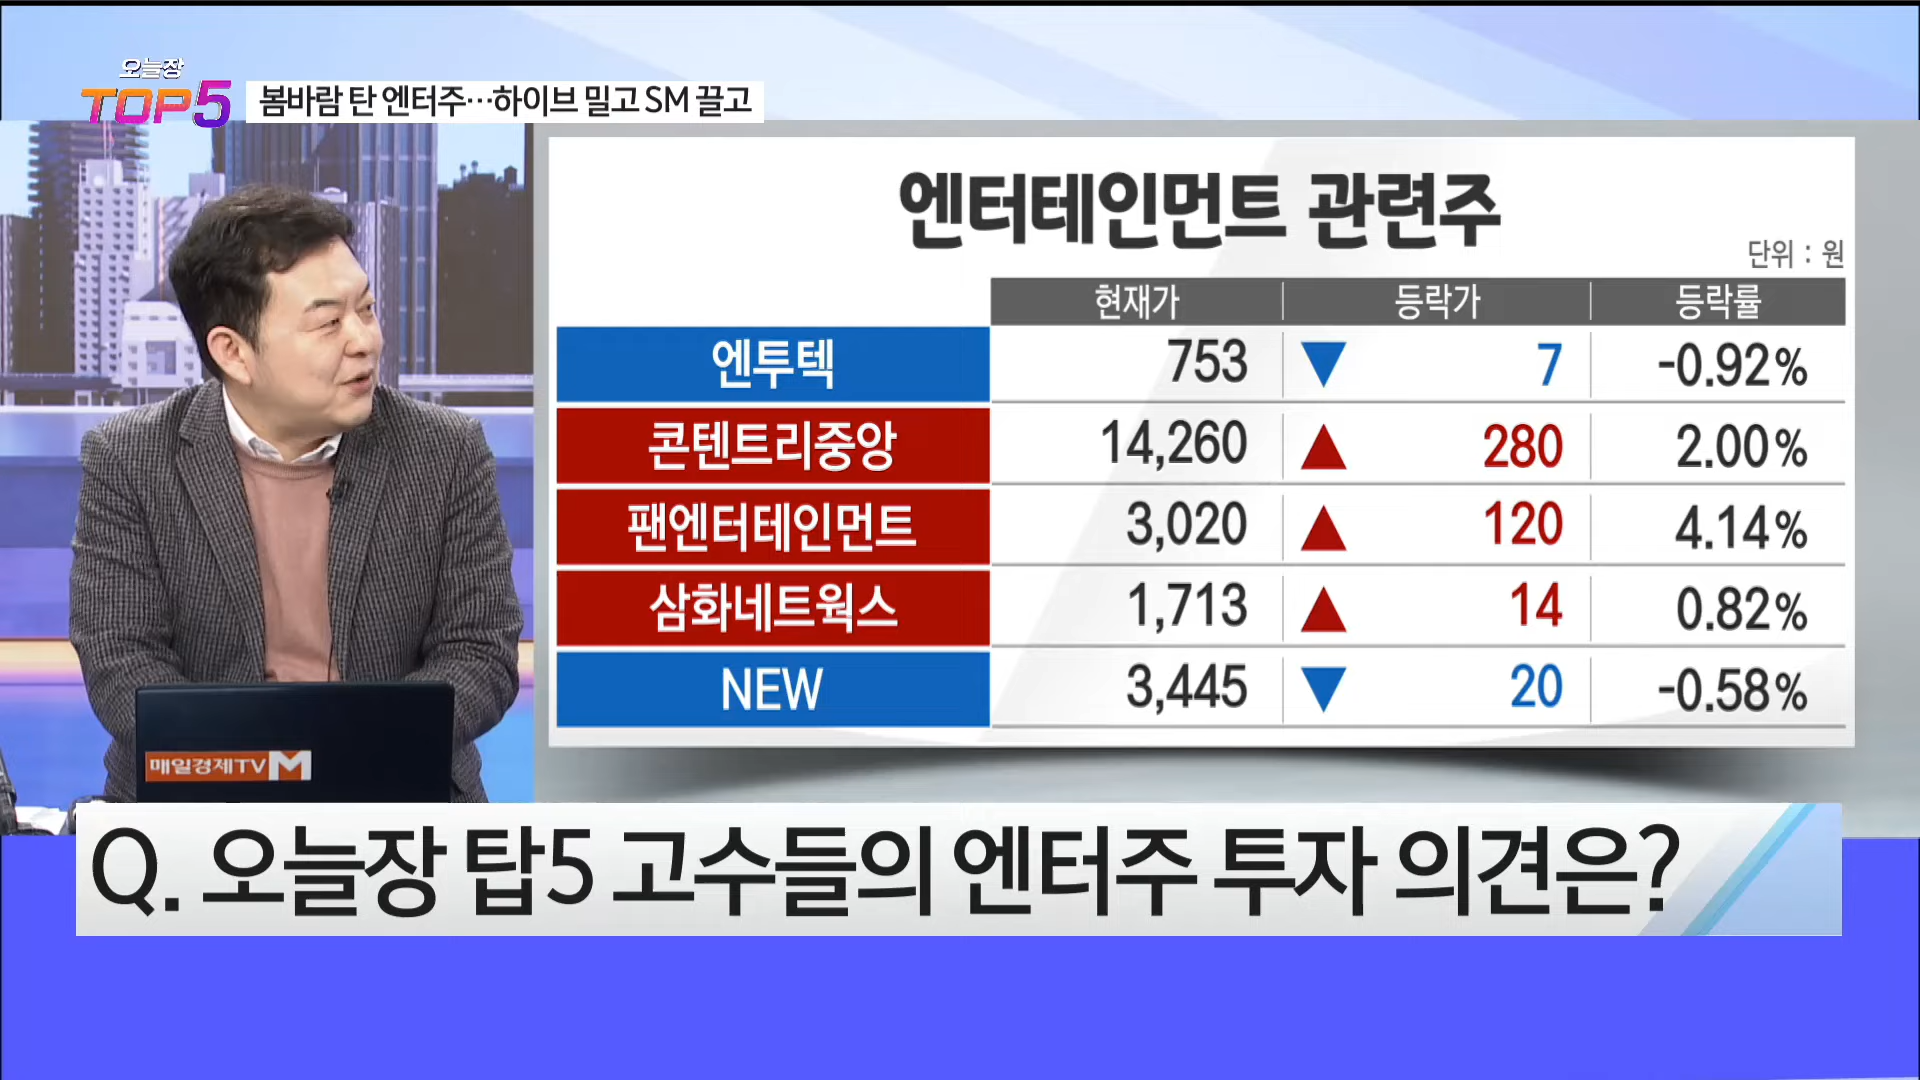 오늘장
TOP5
봄바람 탄 엔터주…하이브 밀고 SM 끌고
엔터테인먼트 관련주
단위 : 원
현재가 등락가 등락률
엔투텍 753 ▼ 7 -0.92%
콘텐트리중앙 14,260 ▲ 280 2.00%
팬엔터테인먼트 3,020 ▲ 120 4.14%
삼화네트웍스 1,713 ▲ 14 0.82%
NEW 3,445 ▼ 20 -0.58%
매일경제TV M
Q. 오늘장 탑5 고수들의 엔터주 투자 의견은?